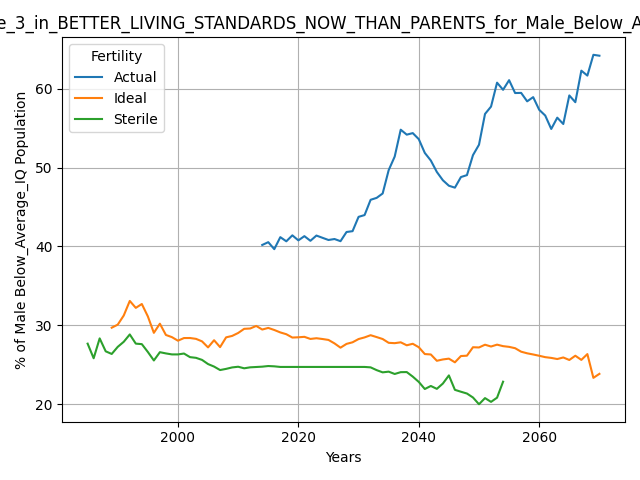 e_3_in_BETTER_LIVING_STANDARDS_NOW_THAN_PARENTS_for_Male_Below_A
Fertility
Actual
Ideal
Sterile
% of Male Below_Average_IQ Population
60
50
40
30
20
2000 2020 2040 2060
Years